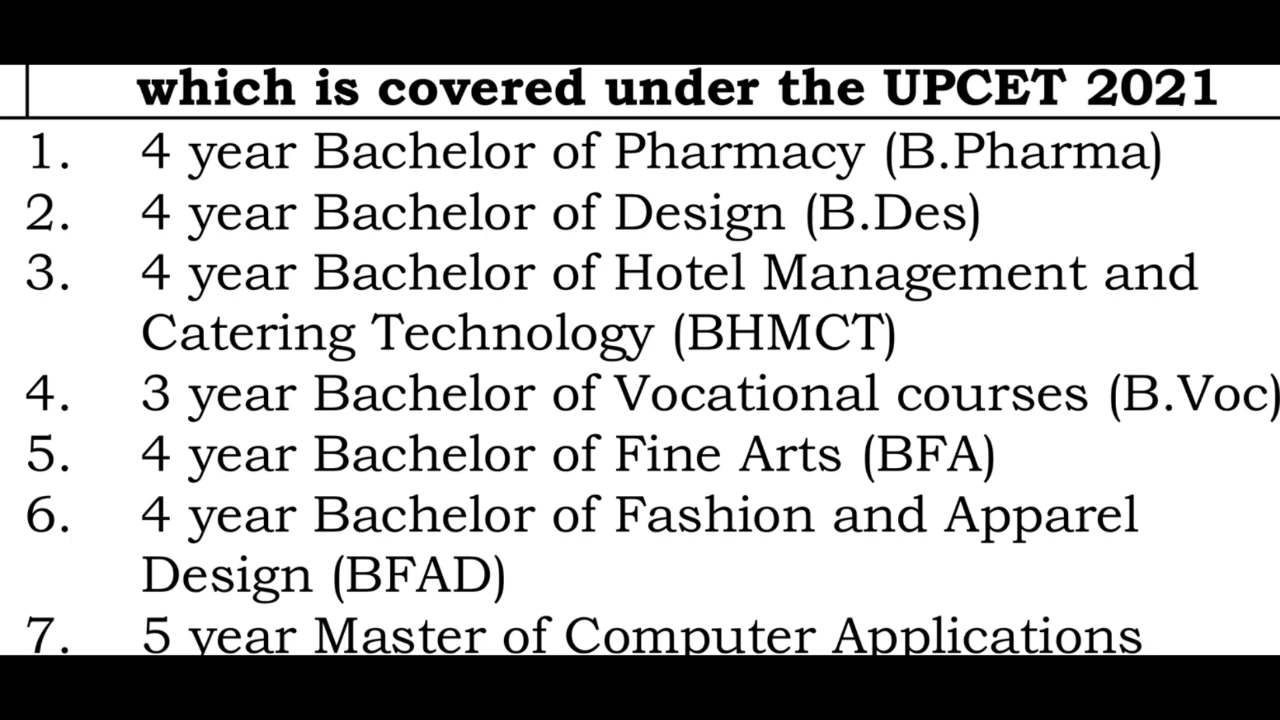 which is covered under the UPCET 2021
1. 4 year Bachelor of Pharmacy (B.Pharma)
2. 4 year Bachelor of Design (B.Des)
3. 4 year Bachelor of Hotel Management and
Catering Technology (BHMCT)
4. 3 year Bachelor of Vocational courses (B.Voc)
5. 4 year Bachelor of Fine Arts (BFA)
6. 4 year Bachelor of Fashion and Apparel
Design (BFAD)
7. 5 year Master of Computer Applications